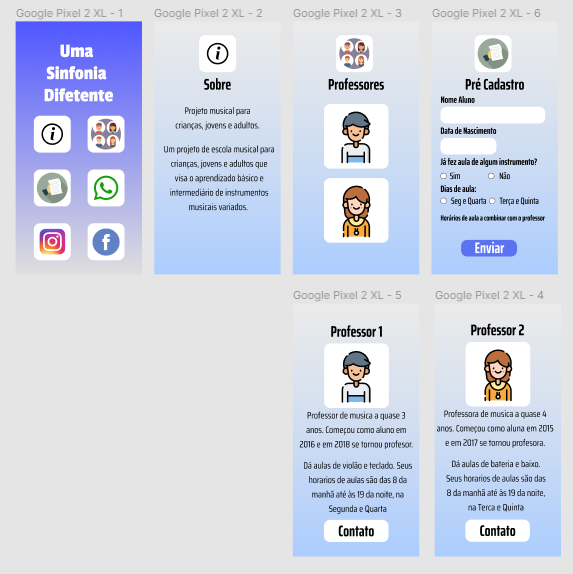 Google Pixel 2 XL - 1
Uma
Sinfonia
Difetente
Google Pixel 2 XL - 2
i
Sobre
Projeto musical para
crianças, jovens e adultos.
Um projeto de escola musical para
crianças, jovens e adultos que
visa o aprendizado básico e
intermediário de instrumentos
musicais variados.
Google Pixel 2 XL - 3
Professores
Google Pixel 2 XL - 6
Pré Cadastro
Nome Aluno
Data de Nascimento
Já fez aula de algum instrumento?
Sim Não
Dias de aula:
Seg e Quarta Terça e Quinta
Horários de aula a combinar com o professor
Enviar
Google Pixel 2 XL - 5
Professor 1
Professor de musica a quase 3
anos. Começou como aluno em
2016 e em 2018 se tornou profesor.
Dá aulas de violão e teclado. Seus
horarios de aulas são das 8 da
manhã até às 19 da noite, na
Segunda e Quarta
Contato
Google Pixel 2 XL - 4
Professor 2
Professora de musica a quase 4
anos. Começou como aluna em 2015
e em 2017 se tornou professora.
Dá aulas de bateria e baixo.
Seus horarios de aulas são das
8 da manhã até às 19 da noite,
na Terca e Quinta
Contato